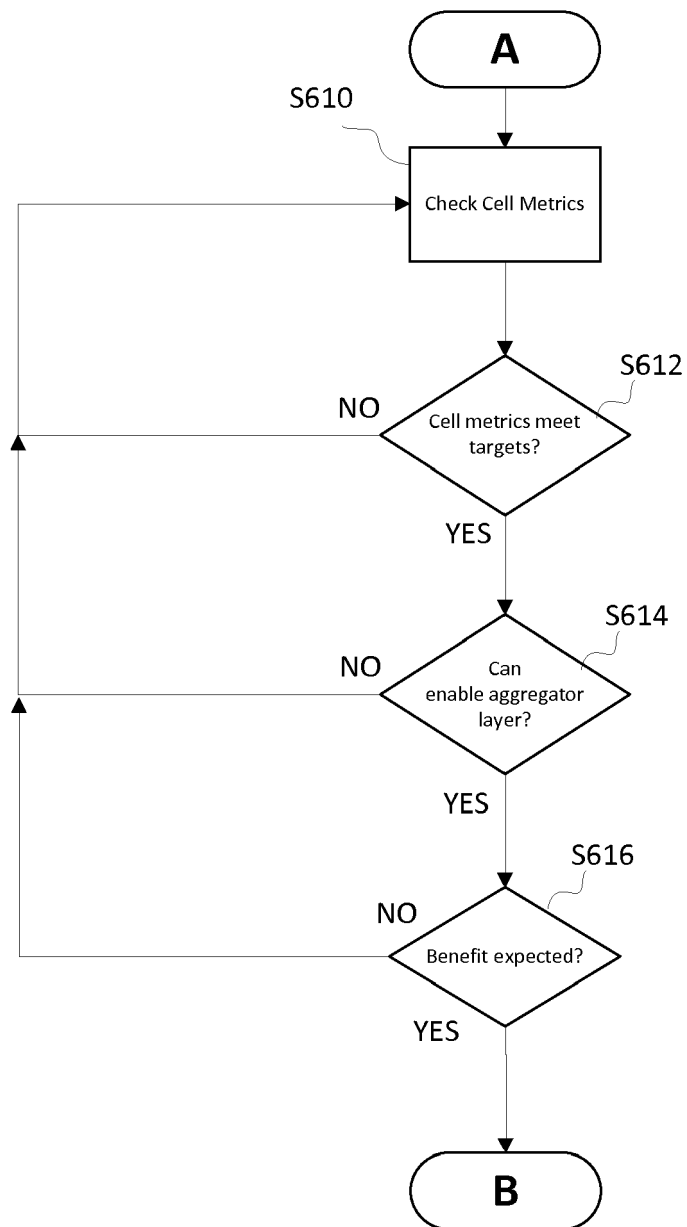 A
S610
Check Cell Metrics
S612
NO
Cell metrics meet
targets?
YES
S614
NO
Can
enable aggregator
layer?
YES
S616
NO
Benefit expected?
YES
B